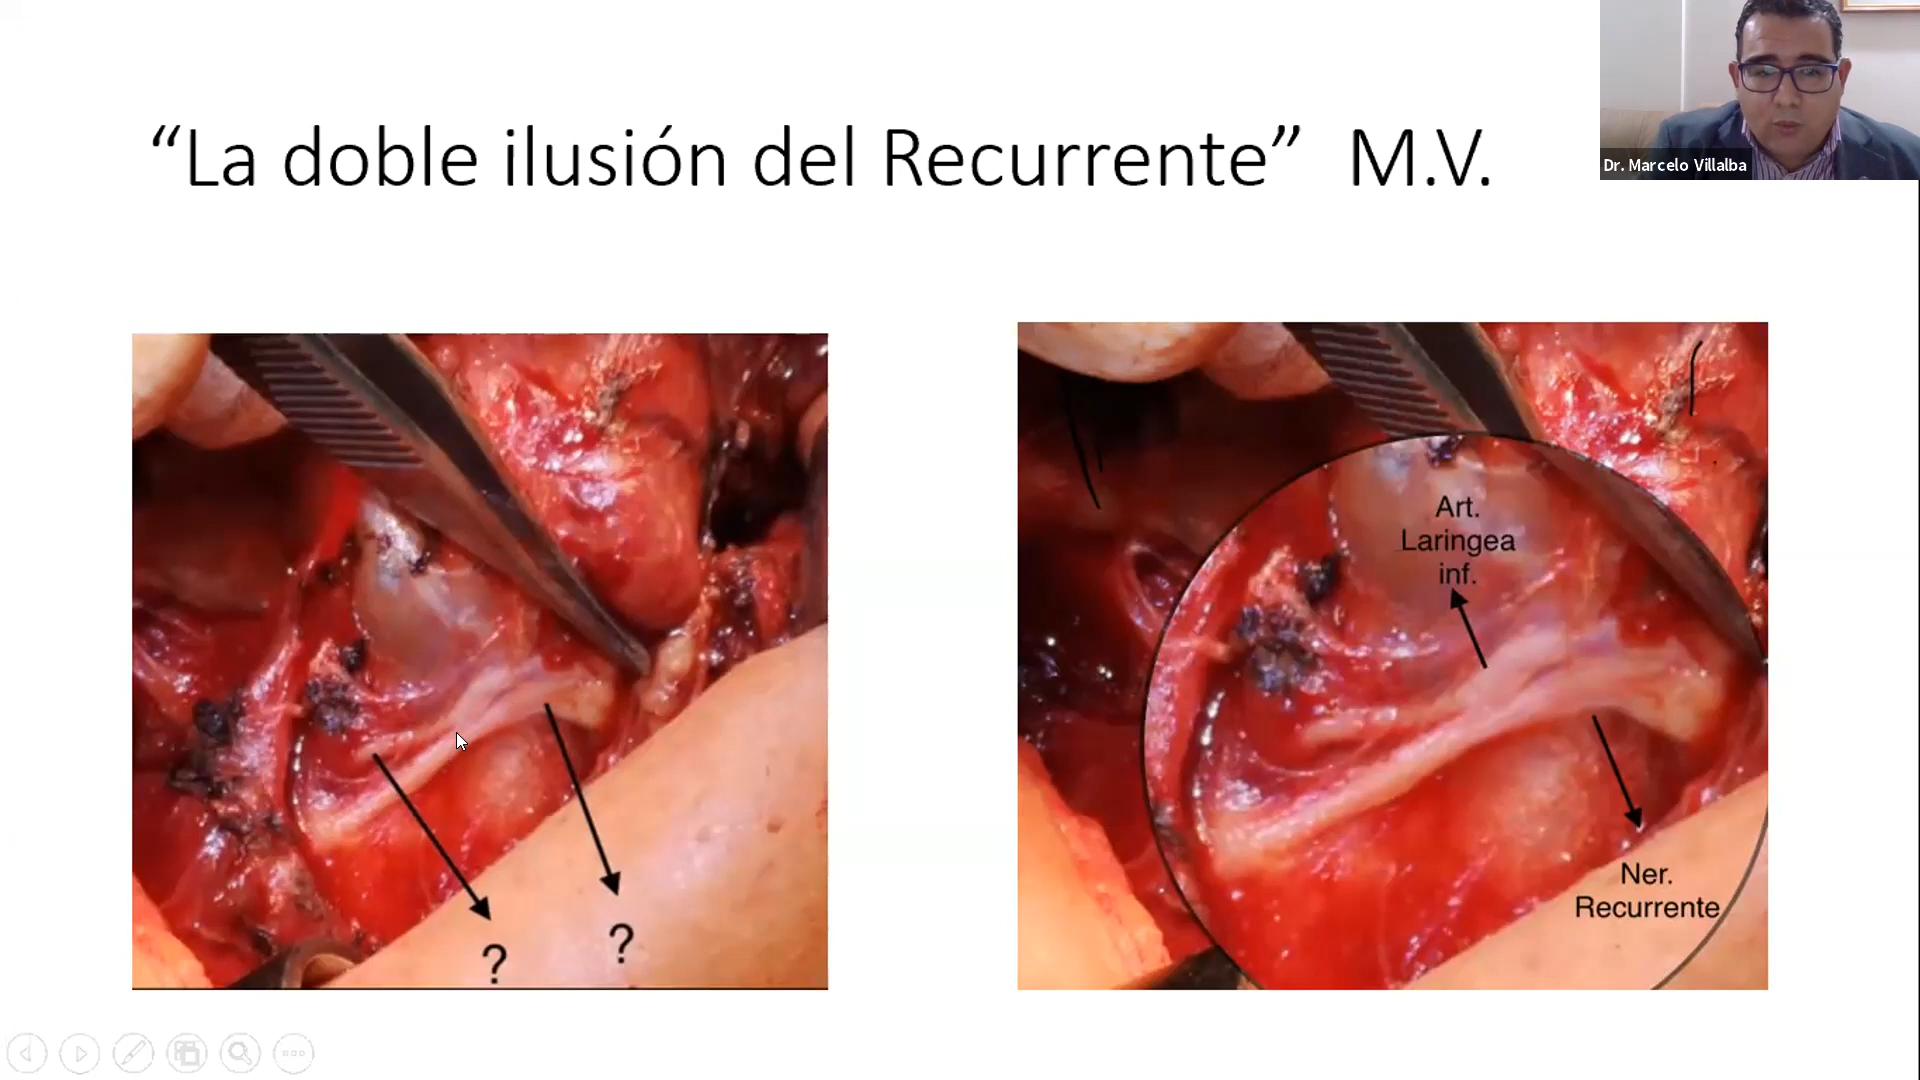 “La doble ilusión del Recurrente” M.V.
Dr. Marcelo Villalba
?
?
Art.
Laringea
inf.
Ner.
Recurrente